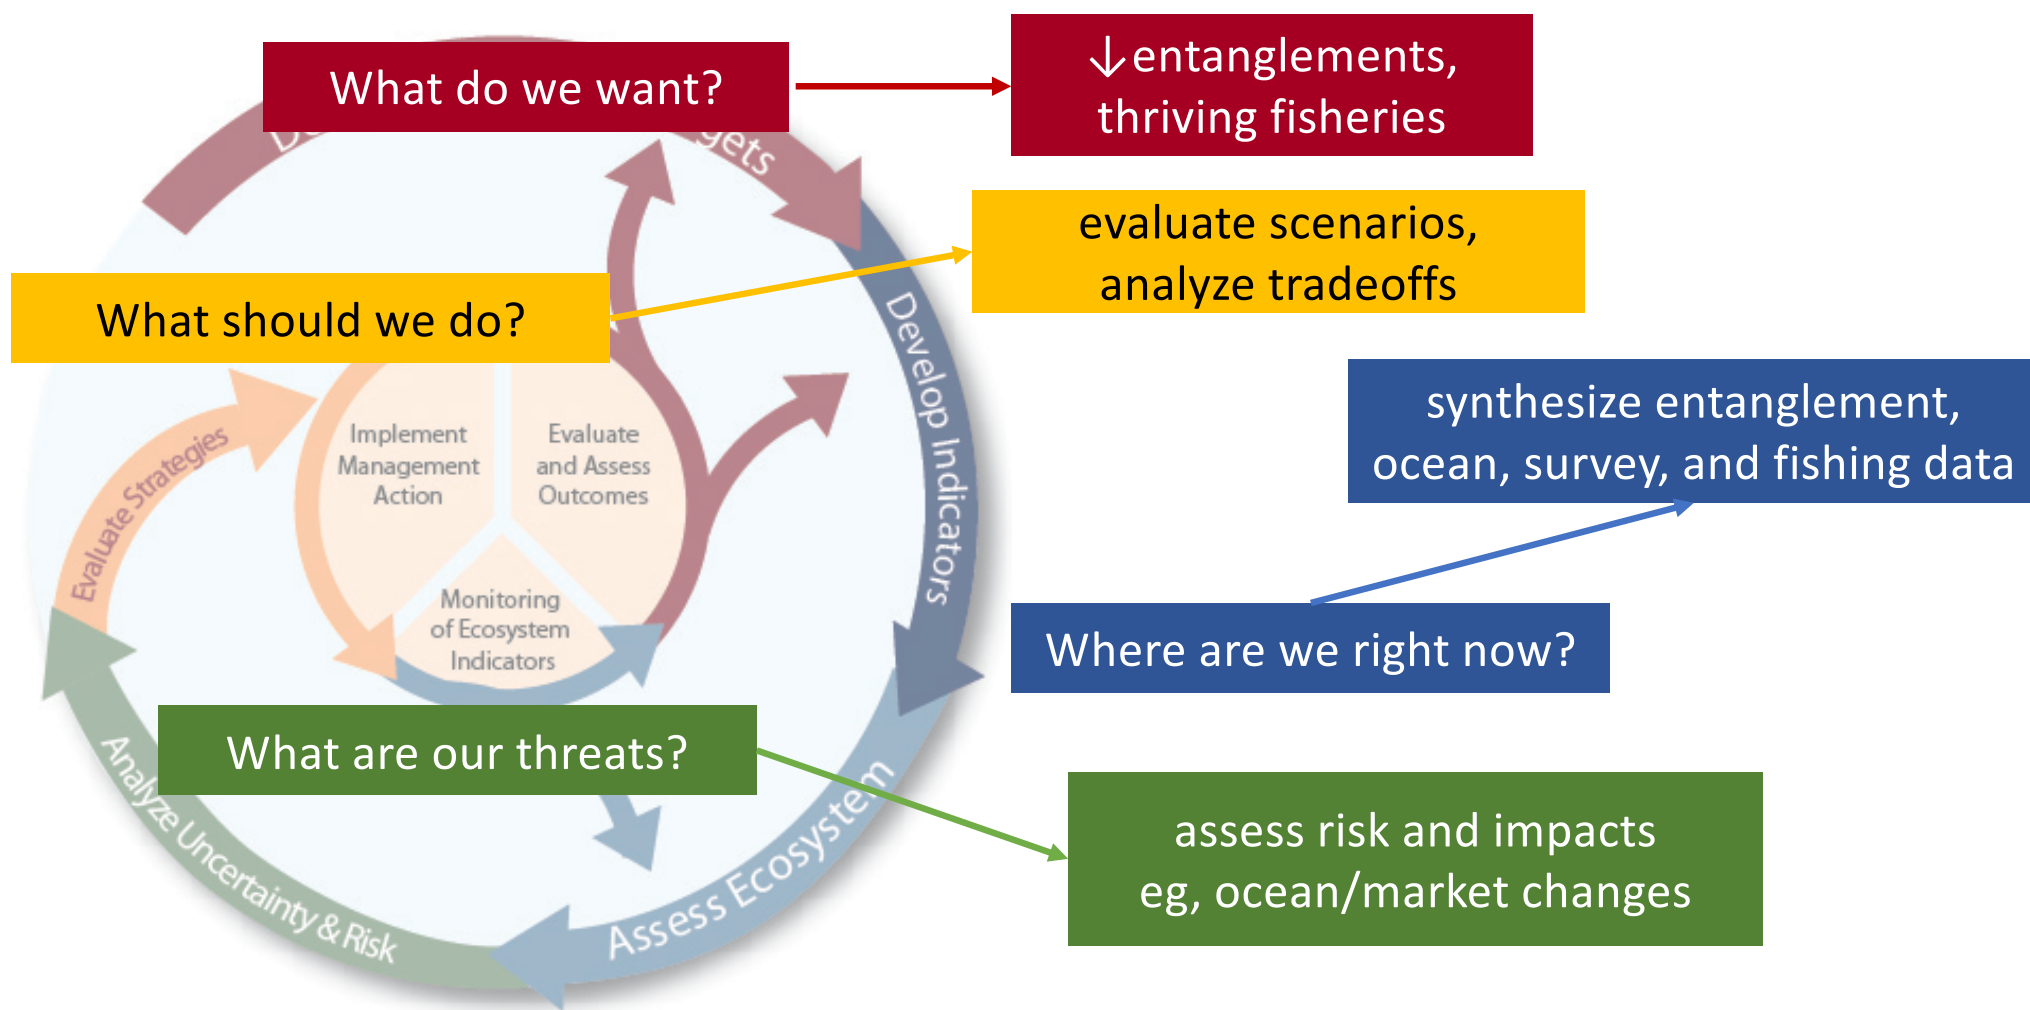 What do we want?
↓entanglements,
thriving fisheries
What should we do?
evaluate scenarios,
analyze tradeoffs
synthesize entanglement,
ocean, survey, and fishing data
Where are we right now?
What are our threats?
assess risk and impacts
eg, ocean/market changes
Develop Indicators
Assess Ecosystem
Analyze Uncertainty & Risk
Evaluate Strategies
Implement
Management
Action
Evaluate
and Assess
Outcomes
Monitoring
of Ecosystem
Indicators